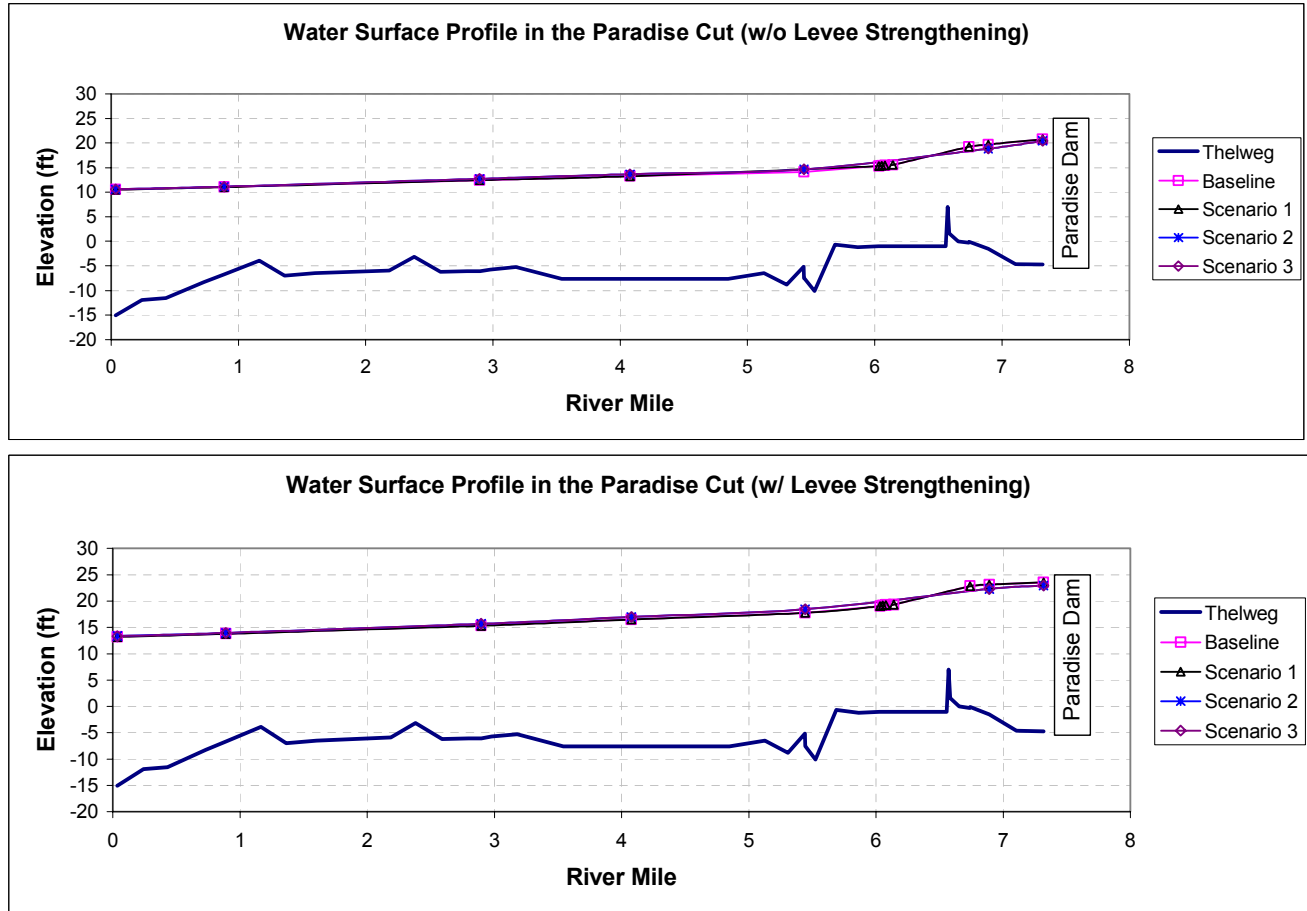 Water Surface Profile in the Paradise Cut (w/o Levee Strengthening)
30
25
20
15
10
5
0
-5
-10
-15
-20
Elevation (ft)
0 1 2 3 4 5 6 7 8
River Mile
Paradise Dam
Thelweg
Baseline
Scenario 1
Scenario 2
Scenario 3
Water Surface Profile in the Paradise Cut (w/ Levee Strengthening)
30
25
20
15
10
5
0
-5
-10
-15
-20
Elevation (ft)
0 1 2 3 4 5 6 7 8
River Mile
Paradise Dam
Thelweg
Baseline
Scenario 1
Scenario 2
Scenario 3